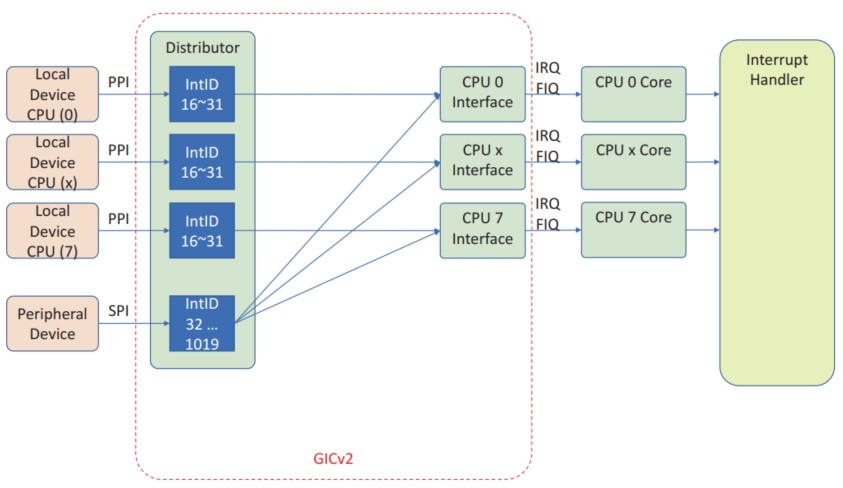 Distributor
Local
Device
CPU (0)
PPI
IntID
16~31
CPU 0
Interface
IRQ
FIQ
CPU 0 Core
Interrupt
Handler
Local
Device
CPU (x)
PPI
IntID
16~31
CPU x
Interface
IRQ
FIQ
CPU x Core
Local
Device
CPU (7)
PPI
IntID
16~31
CPU 7
Interface
IRQ
FIQ
CPU 7 Core
Peripheral
Device
SPI
IntID
32 ...
1019
GICv2